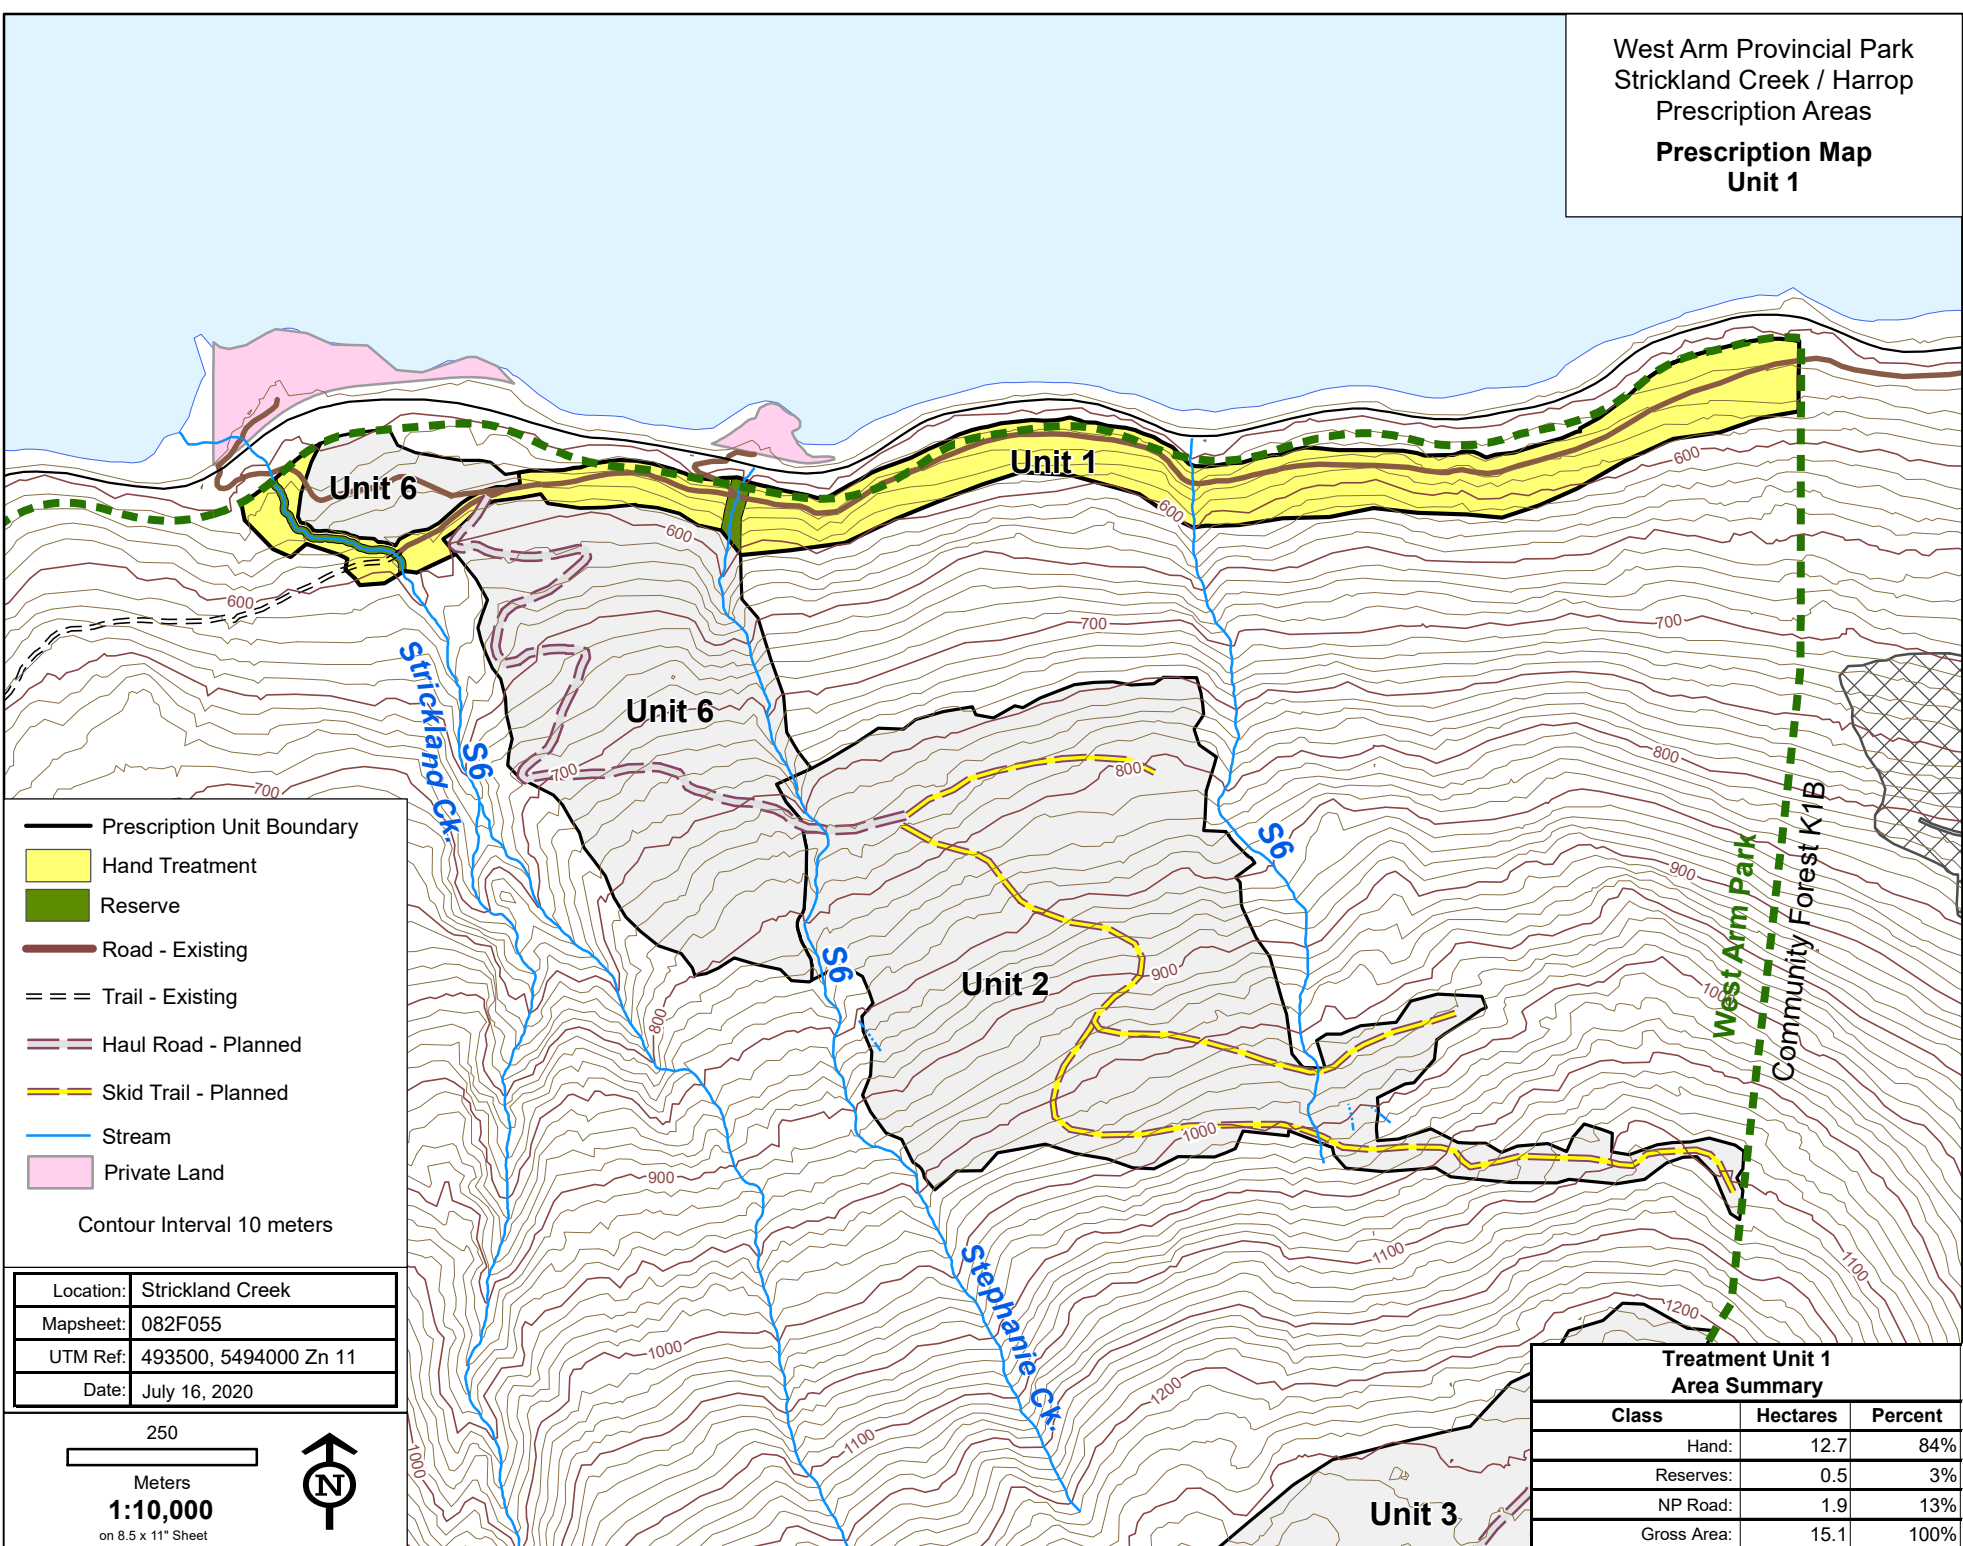 West Arm Provincial Park
Strickland Creek / Harrop
Prescription Areas
Prescription Map
Unit 1
Unit 6
Unit 1
600
600
600
600
700
700
Strickland Ck.
S6
Unit 6
700
800
800
700
S6
900
West Arm Park
Community Forest K1B
S6
Unit 2
900
1000
800
1000
900
1100
1100
Stephanie Ck.
1200
1000
1200
1100
1000
Unit 3
Prescription Unit Boundary
Hand Treatment
Reserve
Road - Existing
Trail - Existing
Haul Road - Planned
Skid Trail - Planned
Stream
Private Land
Contour Interval 10 meters
Location: Strickland Creek
Mapsheet: 082F055
UTM Ref: 493500, 5494000 Zn 11
Date: July 16, 2020
250
Meters
1:10,000
on 8.5 x 11" Sheet
N
Treatment Unit 1
Area Summary
Class Hectares Percent
Hand: 12.7 84%
Reserves: 0.5 3%
NP Road: 1.9 13%
Gross Area: 15.1 100%